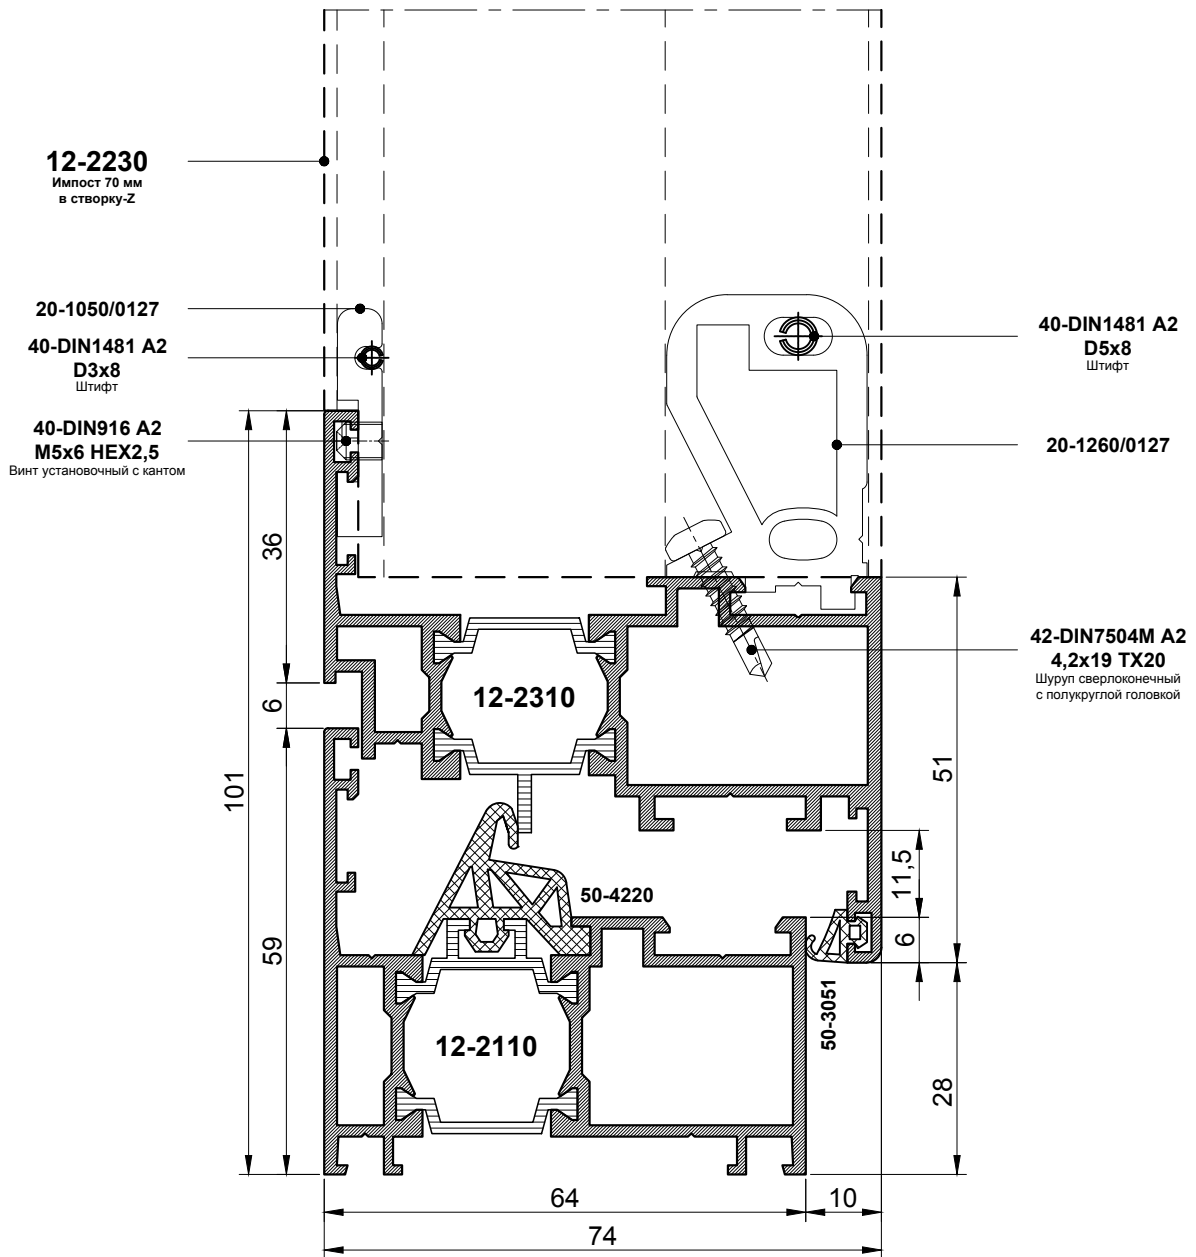 12-2230
Импост 70 мм
в створку-Z
20-1050/0127
40-DIN1481 A2
D3x8
Штифт
40-DIN916 A2
M5x6 HEX2,5
Винт установочный с кантом
40-DIN1481 A2
D5x8
Штифт
20-1260/0127
42-DIN7504M A2
4,2x19 TX20
Шуруп сверлоконечный
с полукруглой головкой
36
6
101
59
12-2310
50-4220
12-2110
51
11,5
6
50-3051
28
64
10
74